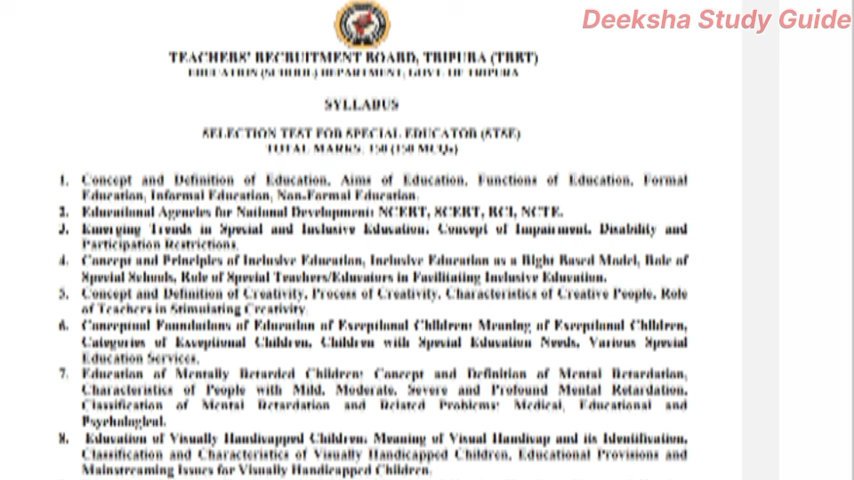 Deeksha Study Guide
TEACHERS' RECRUITMENT BOARD, TRIPURA (TRBT)
EDUCATION (SCHOOL) DEPARTMENT, GOVT. OF TRIPURA
SYLLABUS
SELECTION TEST FOR SPECIAL EDUCATOR (STSE)
TOTAL MARKS: 150 (150 MCQs)
1. Concept and Definition of Education, Aims of Education, Functions of Education, Formal
Education, Informal Education, Non-Formal Education.
2. Educational Agencies for National Development: NCERT, SCERT, RCI, NCTE.
3. Emerging Trends in Special and Inclusive Education, Concept of Impairment, Disability and
Participation Restrictions.
4. Concept and Principles of Inclusive Education, Inclusive Education as a Right Based Model, Role of
Special Schools, Role of Special Teachers/Educators in Facilitating Inclusive Education.
5. Concept and Definition of Creativity, Process of Creativity, Characteristics of Creative People, Role
of Teachers in Stimulating Creativity.
6. Conceptual Foundations of Education of Exceptional Children: Meaning of Exceptional Children,
Categories of Exceptional Children, Children with Special Education Needs, Various Special
Education Services.
7. Education of Mentally Retarded Children: Concept and Definition of Mental Retardation,
Characteristics of People with Mild, Moderate, Severe and Profound Mental Retardation,
Classification of Mental Retardation and Related Problems: Medical, Educational and
Psychological.
8. Education of Visually Handicapped Children, Meaning of Visual Handicap and its Identification,
Classification and Characteristics of Visually Handicapped Children, Educational Provisions and
Mainstreaming Issues for Visually Handicapped Children.